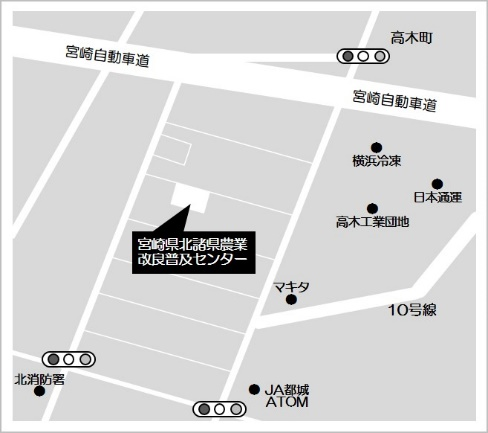 高木町
宮崎自動車道
宮崎自動車道
横浜冷凍
日本通運
高木工業団地
宮崎県北諸県農業
改良普及センター
マキタ
10号線
北消防署
JA都城
ATOM